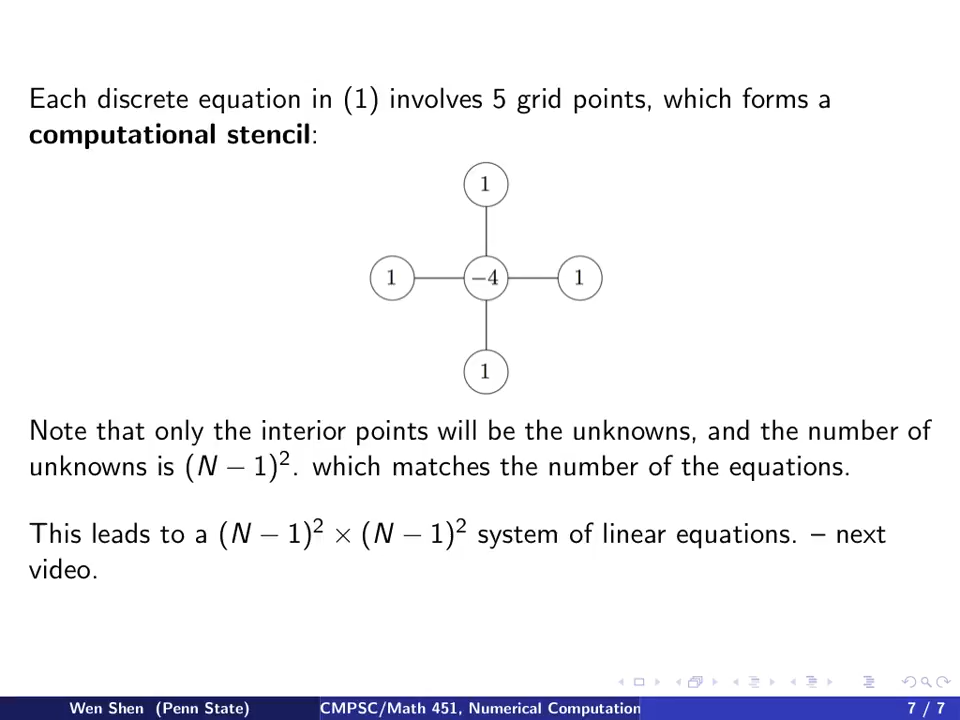 Each discrete equation in (1) involves 5 grid points, which forms a
computational stencil:
1
1 −4 1
1
Note that only the interior points will be the unknowns, and the number of
unknowns is (N − 1)². which matches the number of the equations.
This leads to a (N − 1)² × (N − 1)² system of linear equations. – next
video.
Wen Shen (Penn State) CMPSC/Math 451, Numerical Computation 7 / 7